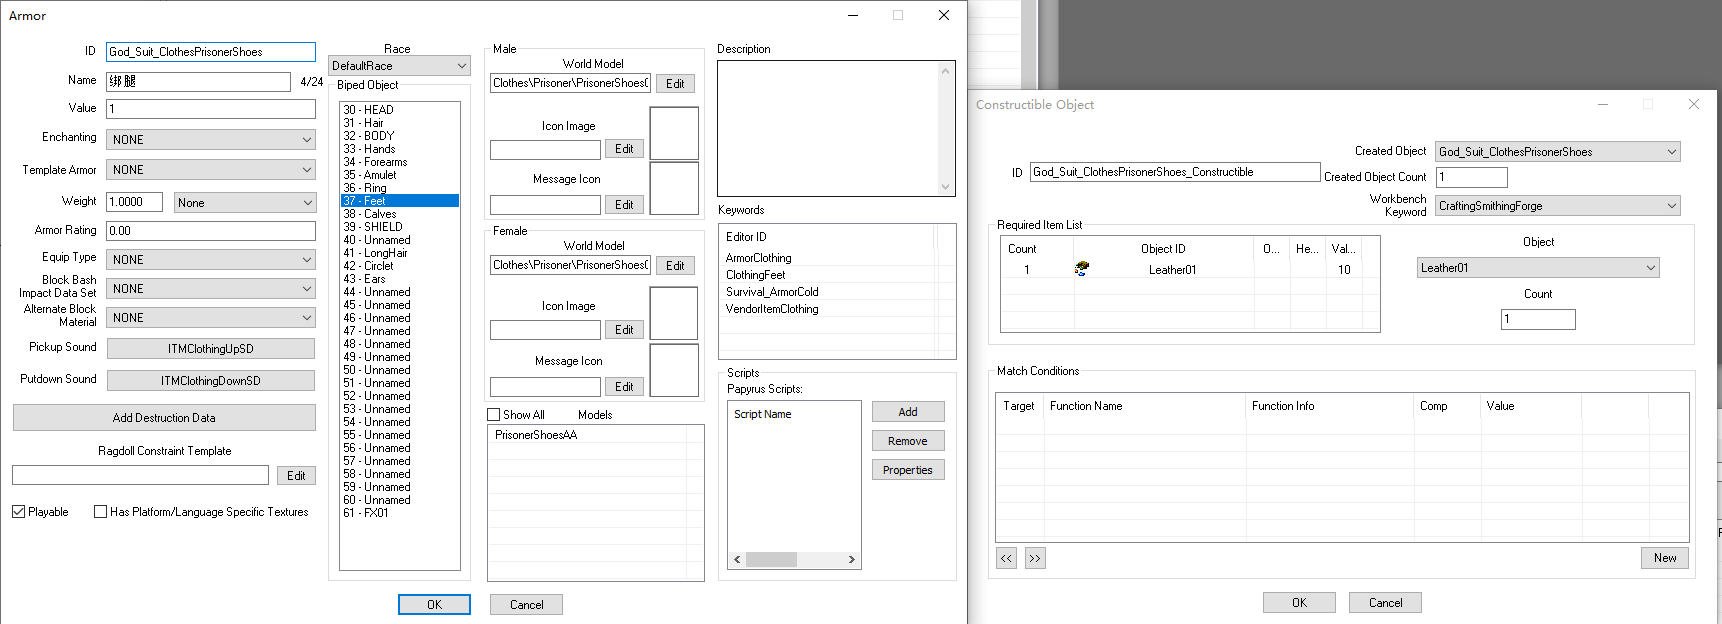 Armor
ID God_Suit_ClothesPrisonerShoes
Name 绑腿 4/24
Value 1
Enchanting NONE
Template Armor NONE
Weight 1.0000 None
Armor Rating 0.00
Equip Type NONE
Block Bash
Impact Data Set NONE
Alternate Block
Material NONE
Pickup Sound ITMClothingUpSD
Putdown Sound ITMClothingDownSD
Add Destruction Data
Ragdoll Constraint Template
Edit
Playable Has Platform/Language Specific Textures
Race
DefaultRace
Biped Object
30 - HEAD
31 - Hair
32 - BODY
33 - Hands
34 - Forearms
35 - Amulet
36 - Ring
37 - Feet
38 - Calves
39 - SHIELD
40 - Unnamed
41 - LongHair
42 - Circlet
43 - Ears
44 - Unnamed
45 - Unnamed
46 - Unnamed
47 - Unnamed
48 - Unnamed
49 - Unnamed
50 - Unnamed
51 - Unnamed
52 - Unnamed
53 - Unnamed
54 - Unnamed
55 - Unnamed
56 - Unnamed
57 - Unnamed
58 - Unnamed
59 - Unnamed
60 - Unnamed
61 - FX01
Male
World Model
Clothes\Prisoner\PrisonerShoes( Edit
Icon Image
Edit
Message Icon
Edit
Female
World Model
Clothes\Prisoner\PrisonerShoes( Edit
Icon Image
Edit
Message Icon
Edit
Show All Models
PrisonerShoesAA
Description
Keywords
Editor ID
ArmorClothing
ClothingFeet
Survival_ArmorCold
VendorItemClothing
Scripts
Papyrus Scripts:
Script Name
Add
Remove
Properties
OK Cancel
Constructible Object
ID God_Suit_ClothesPrisonerShoes_Constructible
Created Object God_Suit_ClothesPrisonerShoes
Created Object Count 1
Workbench
Keyword CraftingSmithingForge
Required Item List
Count Object ID O... He... Val...
1 Leather01 10
Object
Leather01
Count
1
Match Conditions
Target Function Name Function Info Comp Value
<< >> New
OK Cancel